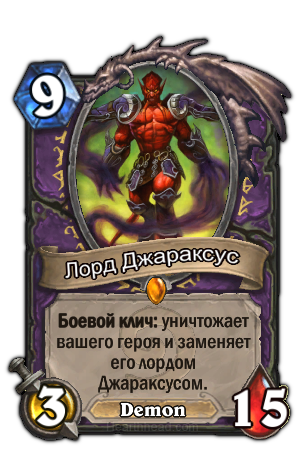 9
Лорд Джараксус
Боевой клич: уничтожает
вашего героя и заменяет
его лордом
Джараксусом.
3
Demon
15